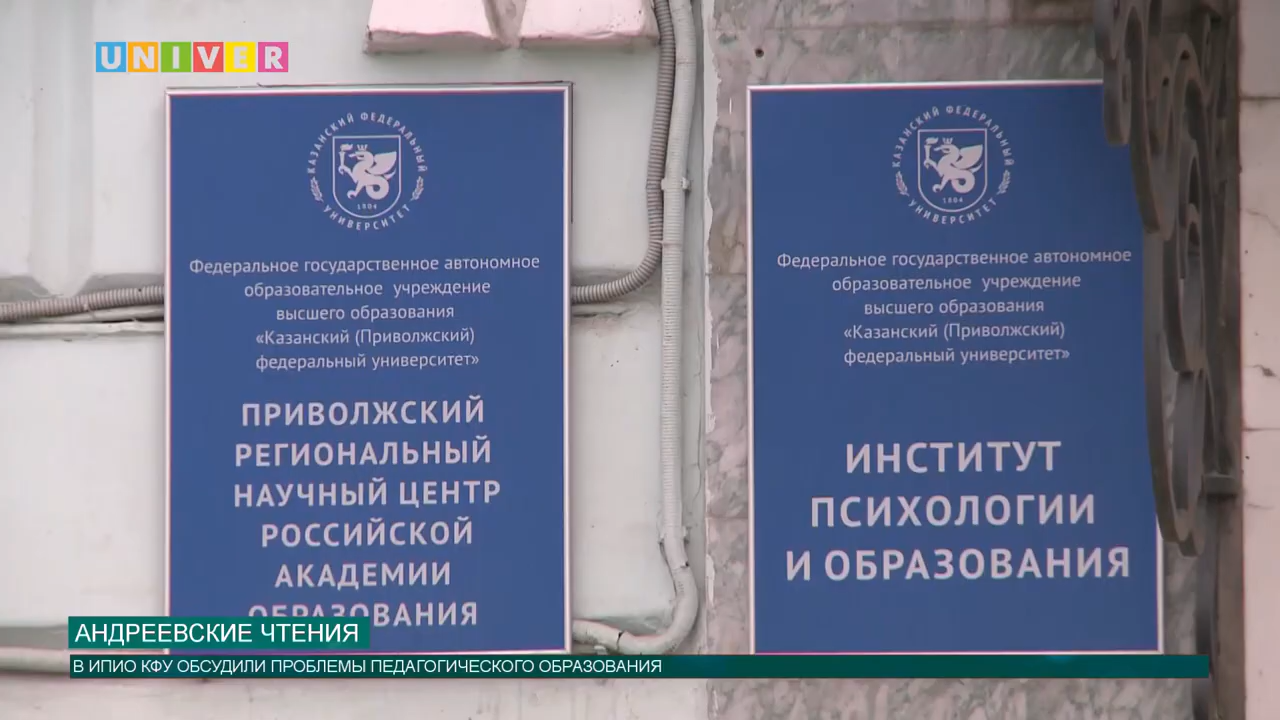 UNIVER
КАЗАНСКИЙ ФЕДЕРАЛЬНЫЙ
УНИВЕРСИТЕТ
1804
Федеральное государственное автономное
образовательное учреждение
высшего образования
«Казанский (Приволжский)
федеральный университет»
ПРИВОЛЖСКИЙ
РЕГИОНАЛЬНЫЙ
НАУЧНЫЙ ЦЕНТР
РОССИЙСКОЙ
АКАДЕМИИ
ОБРАЗОВАНИЯ
КАЗАНСКИЙ ФЕДЕРАЛЬНЫЙ
УНИВЕРСИТЕТ
1804
Федеральное государственное автономное
образовательное учреждение
высшего образования
«Казанский (Приволжский)
федеральный университет»
ИНСТИТУТ
ПСИХОЛОГИИ
И ОБРАЗОВАНИЯ
АНДРЕЕВСКИЕ ЧТЕНИЯ
В ИПИО КФУ ОБСУДИЛИ ПРОБЛЕМЫ ПЕДАГОГИЧЕСКОГО ОБРАЗОВАНИЯ